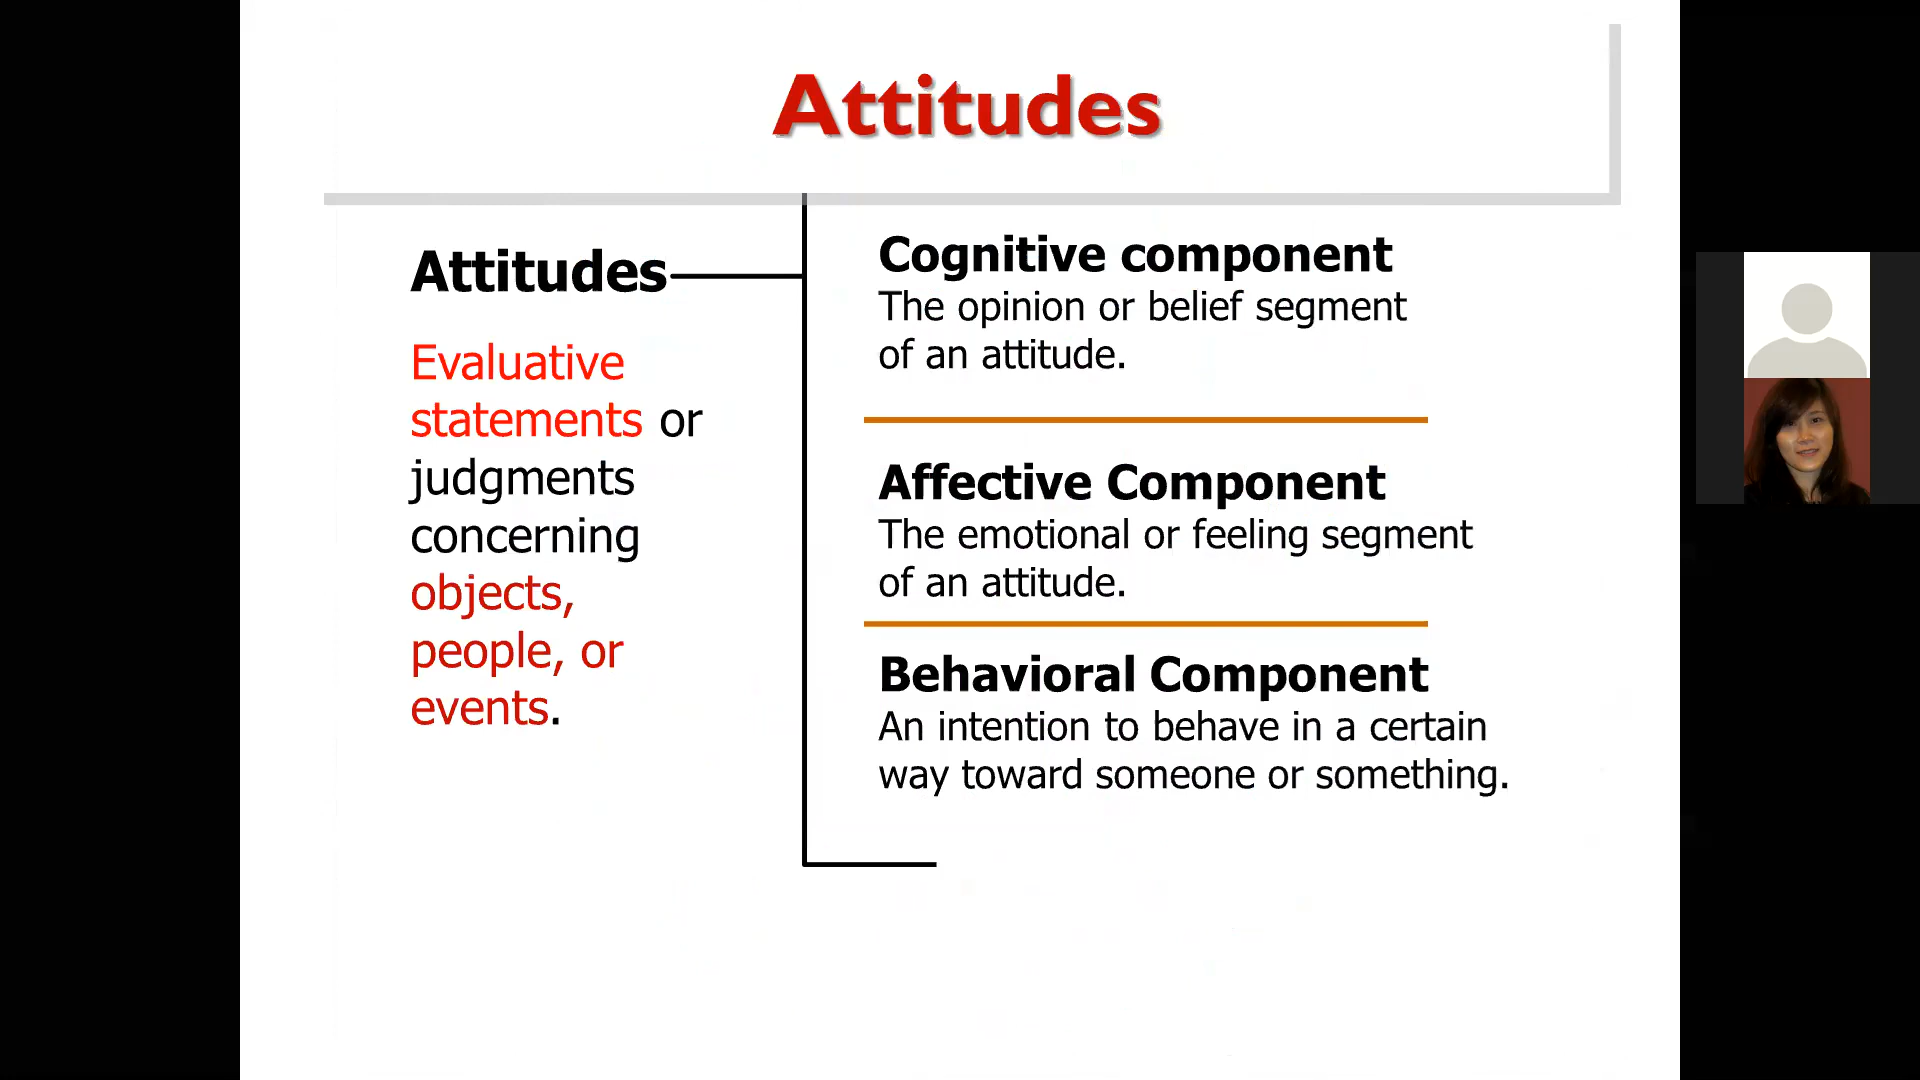 Attitudes
Attitudes
Evaluative
statements or
judgments
concerning
objects,
people, or
events.
Cognitive component
The opinion or belief segment
of an attitude.
Affective Component
The emotional or feeling segment
of an attitude.
Behavioral Component
An intention to behave in a certain
way toward someone or something.